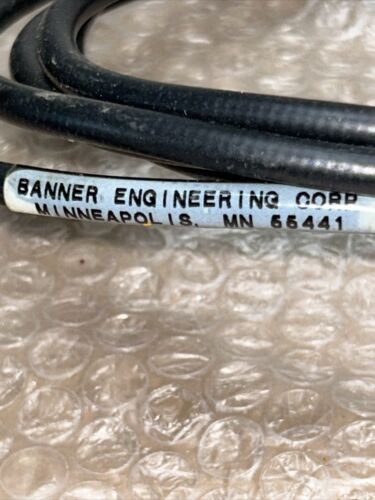 BANNER ENGINEERING CORP
MINNEAPOLIS, MN 55441